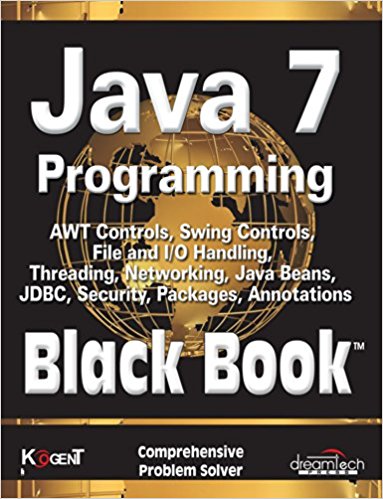 Java 7
Programming
AWT Controls, Swing Controls,
File and I/O Handling,
Threading, Networking, Java Beans,
JDBC, Security, Packages, Annotations
Black Book™
KOGENT
Comprehensive
Problem Solver
dreamtech
PRESS